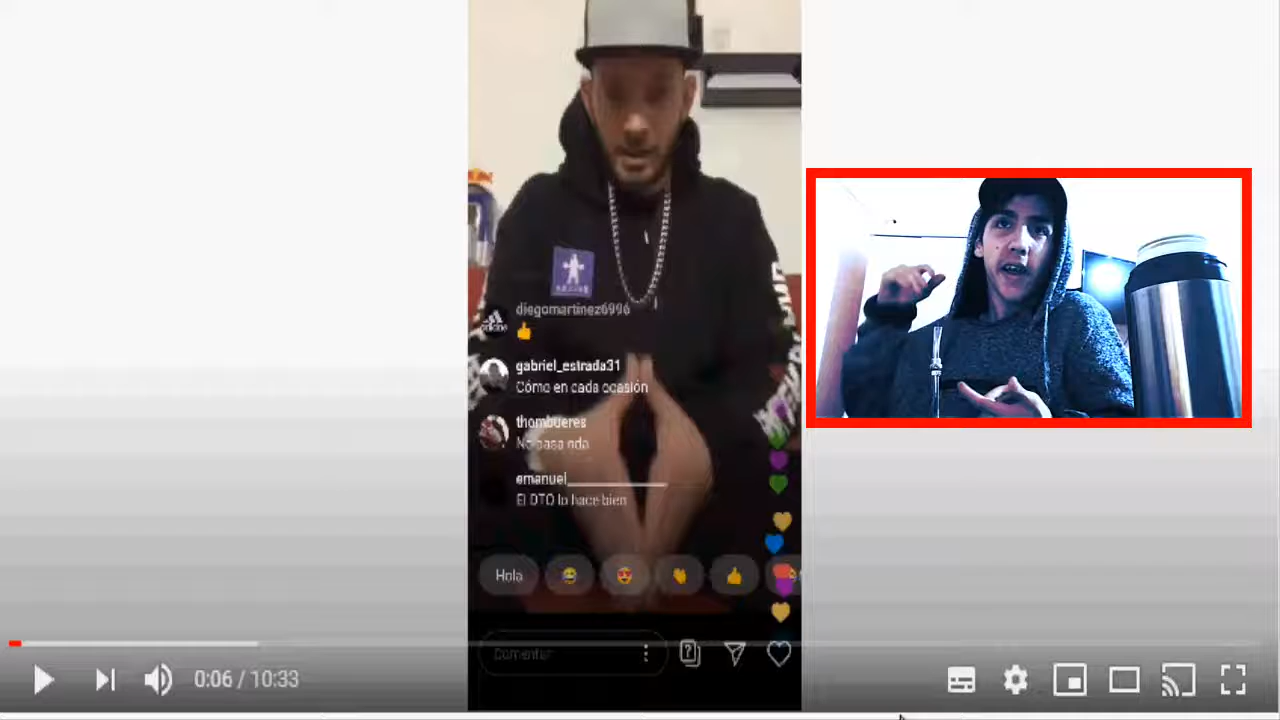 diegomartinez6996
gabriel_estrada31
Cómo en cada ocasión
thombueres
No pasa nda
emanuel______________
El DTO lo hace bien
Hola
Comentar
0:06 / 10:33